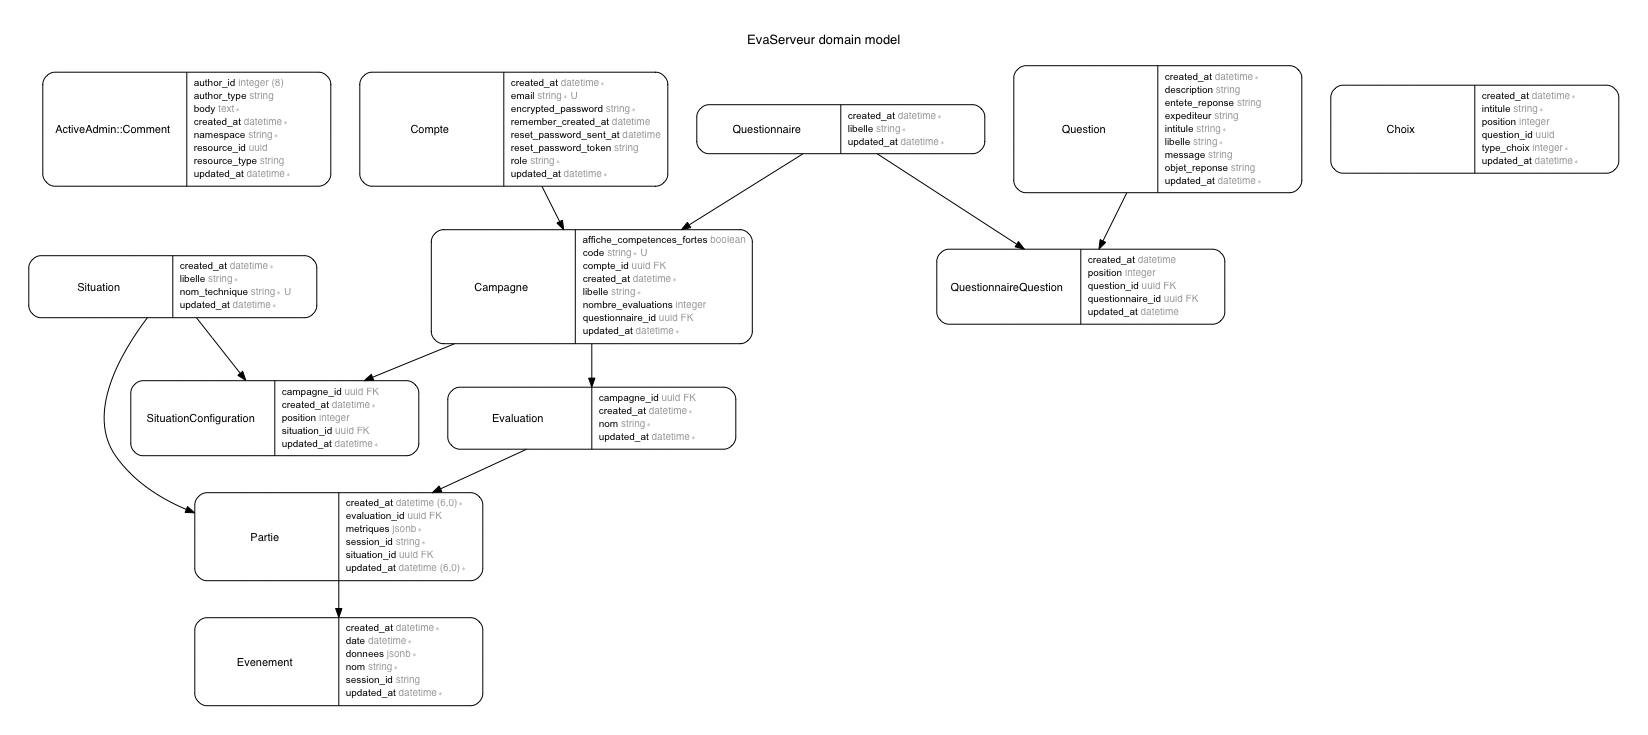 EvaServeur domain model
ActiveAdmin::Comment
author_id integer (8)
author_type string
body text *
created_at datetime *
namespace string *
resource_id uuid
resource_type string
updated_at datetime *
Compte
created_at datetime *
email string * U
encrypted_password string *
remember_created_at datetime
reset_password_sent_at datetime
reset_password_token string
role string *
updated_at datetime *
Questionnaire
created_at datetime *
libelle string *
updated_at datetime *
Question
created_at datetime *
description string
entete_reponse string
expediteur string
intitule string *
libelle string *
message string
objet_reponse string
updated_at datetime *
Choix
created_at datetime *
intitule string *
position integer
question_id uuid
type_choix integer *
updated_at datetime *
Situation
created_at datetime *
libelle string *
nom_technique string * U
updated_at datetime *
Campagne
affiche_competences_fortes boolean
code string * U
compte_id uuid FK
created_at datetime *
libelle string *
nombre_evaluations integer
questionnaire_id uuid FK
updated_at datetime *
QuestionnaireQuestion
created_at datetime
position integer
question_id uuid FK
questionnaire_id uuid FK
updated_at datetime
SituationConfiguration
campagne_id uuid FK
created_at datetime *
position integer
situation_id uuid FK
updated_at datetime *
Evaluation
campagne_id uuid FK
created_at datetime *
nom string *
updated_at datetime *
Partie
created_at datetime (6,0) *
evaluation_id uuid FK
metriques jsonb *
session_id string *
situation_id uuid FK
updated_at datetime (6,0) *
Evenement
created_at datetime *
date datetime *
donnees jsonb *
nom string *
session_id string
updated_at datetime *